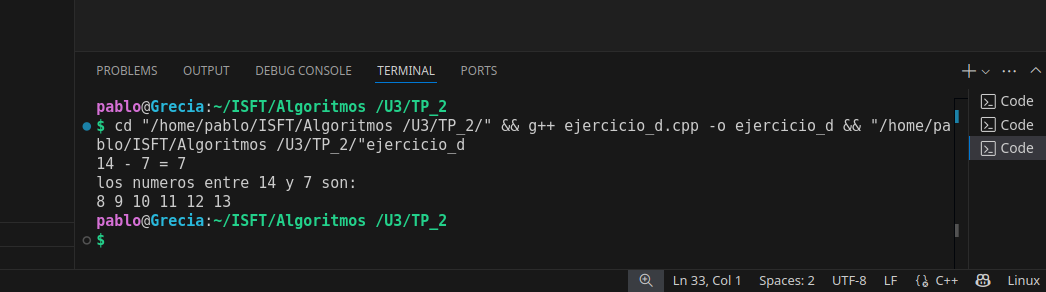 PROBLEMS OUTPUT DEBUG CONSOLE TERMINAL PORTS
pablo@Grecia:~/ISFT/Algoritmos /U3/TP_2
$ cd "/home/pablo/ISFT/Algoritmos /U3/TP_2/" && g++ ejercicio_d.cpp -o ejercicio_d && "/home/pa
blo/ISFT/Algoritmos /U3/TP_2/"ejercicio_d
14 - 7 = 7
los numeros entre 14 y 7 son:
8 9 10 11 12 13
pablo@Grecia:~/ISFT/Algoritmos /U3/TP_2
$
Code
Code
Code
Ln 33, Col 1 Spaces: 2 UTF-8 LF C++ Linux